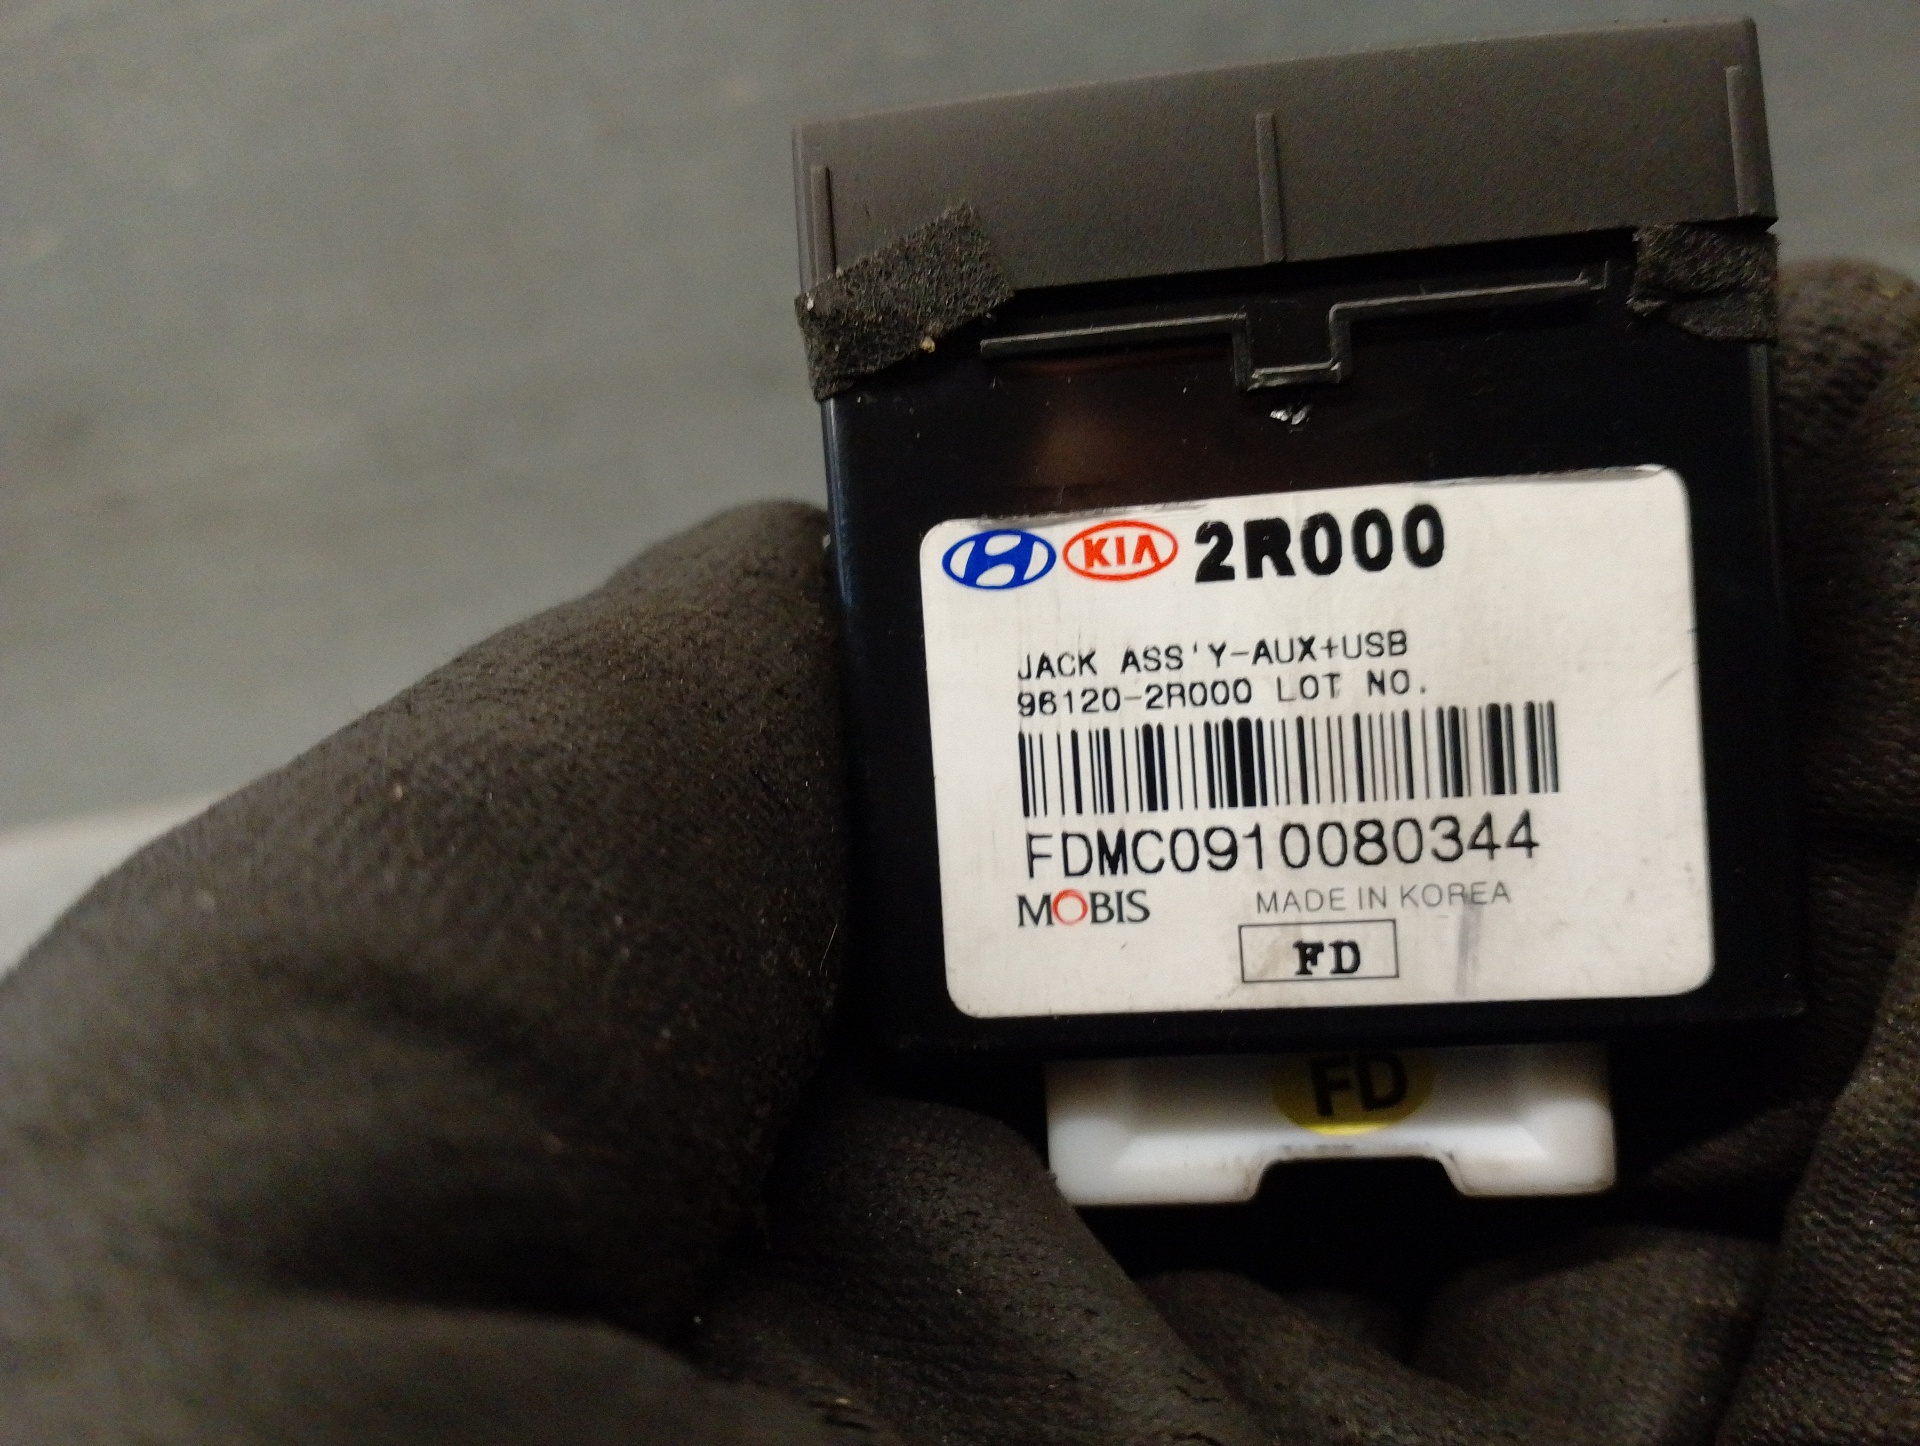 KIA 2R000
JACK ASS'Y-AUX+USB
96120-2R000 LOT NO.
FDMC0910080344
MOBIS MADE IN KOREA
FD
FD